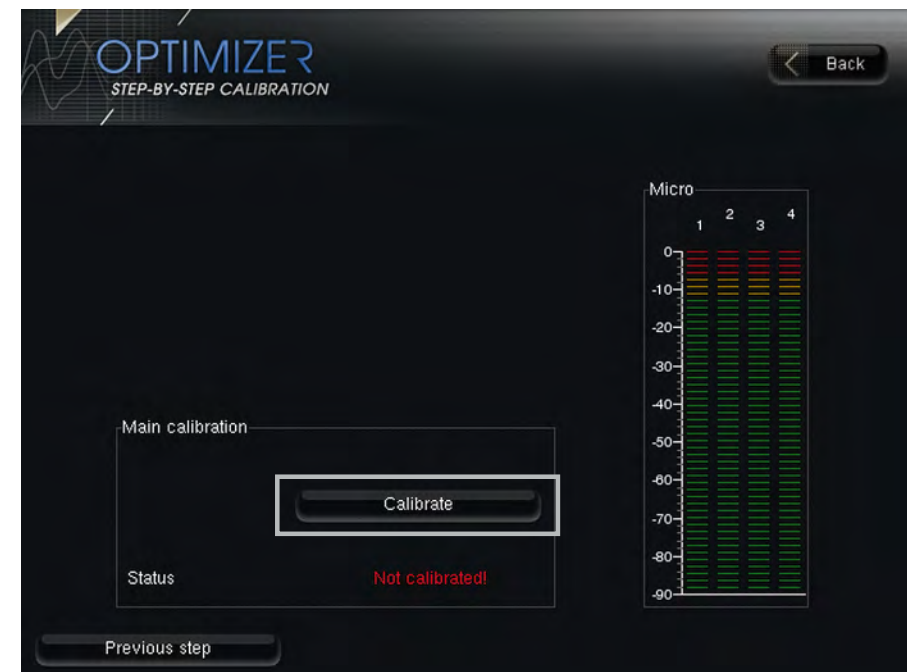 OPTIMIZER
STEP-BY-STEP CALIBRATION
Back
Micro
1 2 3 4
0
-10
-20
-30
-40
-50
-60
-70
-80
-90
Main calibration
Calibrate
Status Not calibrated!
Previous step